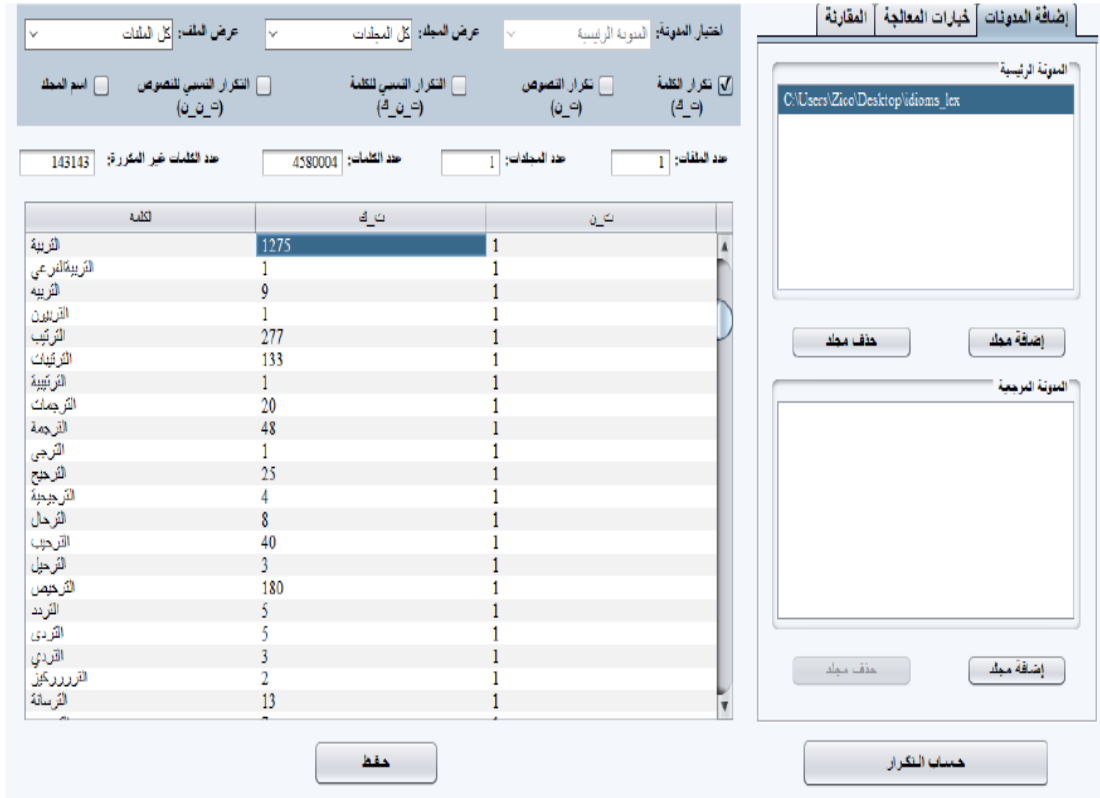 إضافة المدونات خيارات المعالجة المقارنة
المدونة الرئيسية
C:\Users\Zico\Desktop\idioms_lex
إضافة مجلد حذف مجلد
المدونة المرجعية
إضافة مجلد حذف مجلد
حساب التكرار
اختيار المدونة: المدونة الرئيسية عرض المجلد: كل المجلدات عرض الملف: كل الملفات
تكرار الكلمة تكرار النصوص التكرار النسبي للكلمة التكرار النسبي للنصوص اسم المجلد
(ت_ك) (ت_ن) (ت_ن_ك) (ت_ن_ن)
عدد الملفات: 1 عدد المجلدات: 1 عدد الكلمات: 4580004 عدد الكلمات غير المكررة: 143143
الكلمة ت_ك ت_ن
التربية 1275 1
التربيةالفرعي 1 1
التربيه 9 1
التربيون 1 1
الترتيب 277 1
الترتيبات 133 1
الترتيبية 1 1
الترجمات 20 1
الترجمة 48 1
الترجى 1 1
الترجيح 25 1
الترجيحية 4 1
الترحال 8 1
الترحيب 40 1
الترحيل 3 1
الترخيص 180 1
التردد 5 1
التردى 5 1
التردي 3 1
الترررركيز 2 1
الترسانة 13 1
حفظ